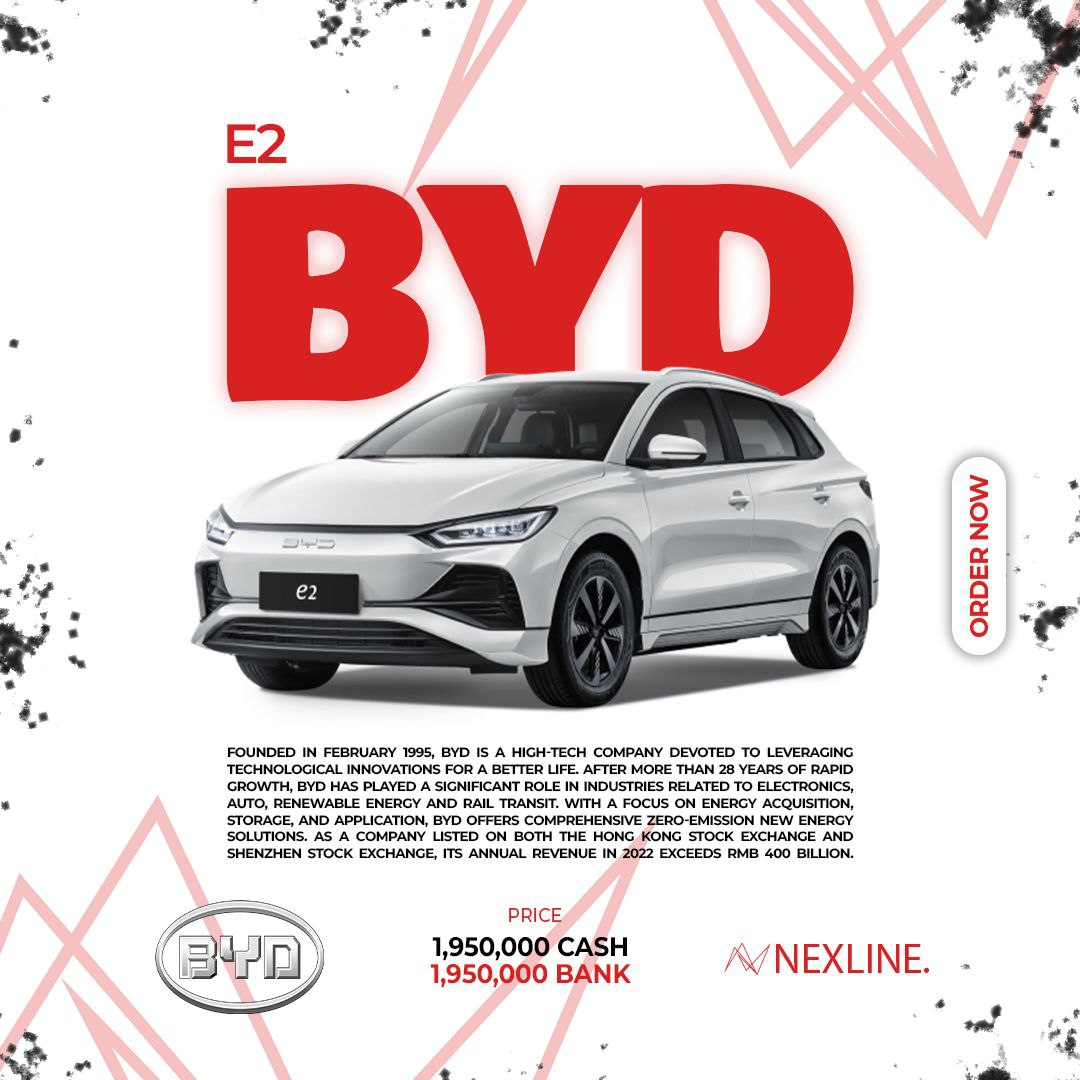 E2
BYD
BYD
e2
ORDER NOW
FOUNDED IN FEBRUARY 1995, BYD IS A HIGH-TECH COMPANY DEVOTED TO LEVERAGING
TECHNOLOGICAL INNOVATIONS FOR A BETTER LIFE. AFTER MORE THAN 28 YEARS OF RAPID
GROWTH, BYD HAS PLAYED A SIGNIFICANT ROLE IN INDUSTRIES RELATED TO ELECTRONICS,
AUTO, RENEWABLE ENERGY AND RAIL TRANSIT. WITH A FOCUS ON ENERGY ACQUISITION,
STORAGE, AND APPLICATION, BYD OFFERS COMPREHENSIVE ZERO-EMISSION NEW ENERGY
SOLUTIONS. AS A COMPANY LISTED ON BOTH THE HONG KONG STOCK EXCHANGE AND
SHENZHEN STOCK EXCHANGE, ITS ANNUAL REVENUE IN 2022 EXCEEDS RMB 400 BILLION.
BYD
PRICE
1,950,000 CASH
1,950,000 BANK
NEXLINE.